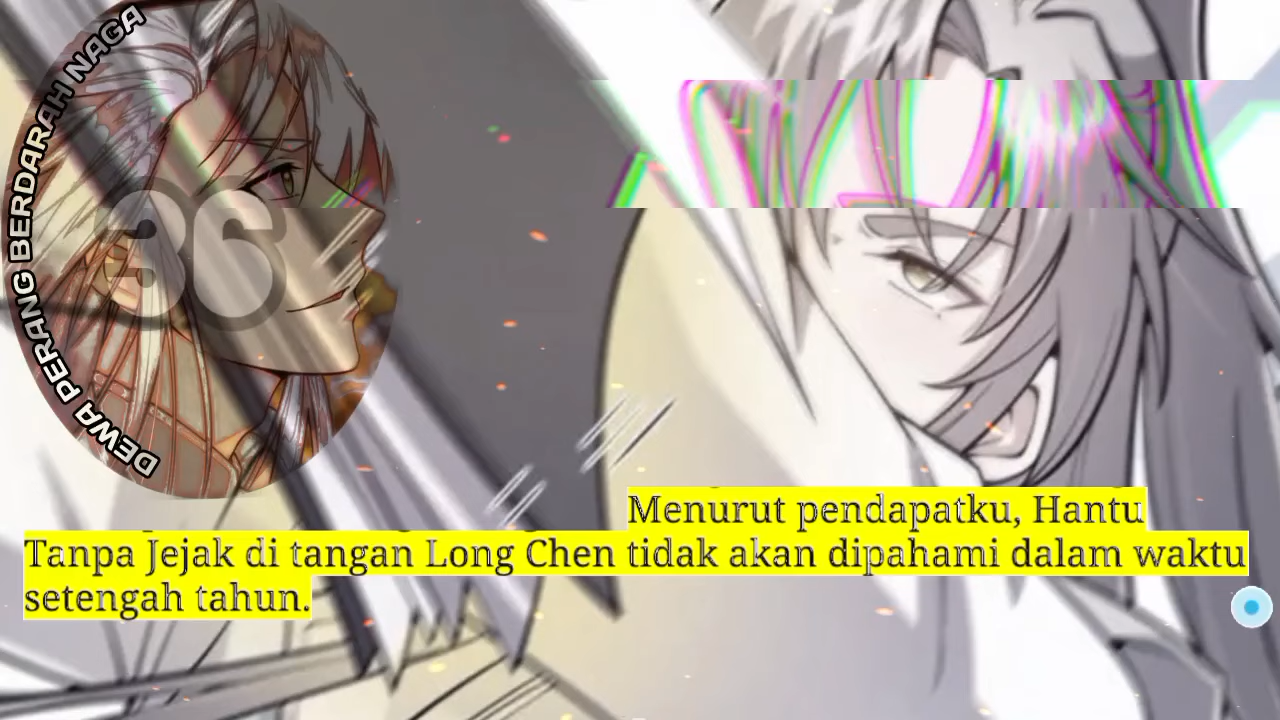 DEWA PERANG BERDARAH NAGA
36
Menurut pendapatku, Hantu
Tanpa Jejak di tangan Long Chen tidak akan dipahami dalam waktu
setengah tahun.